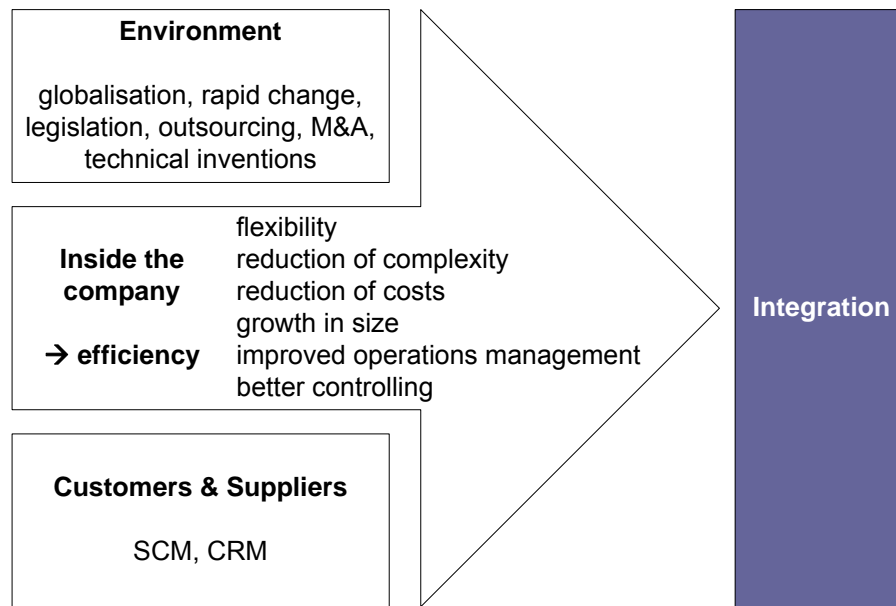 Environment
globalisation, rapid change,
legislation, outsourcing, M&A,
technical inventions
Inside the
company
→ efficiency
flexibility
reduction of complexity
reduction of costs
growth in size
improved operations management
better controlling
Customers & Suppliers
SCM, CRM
Integration